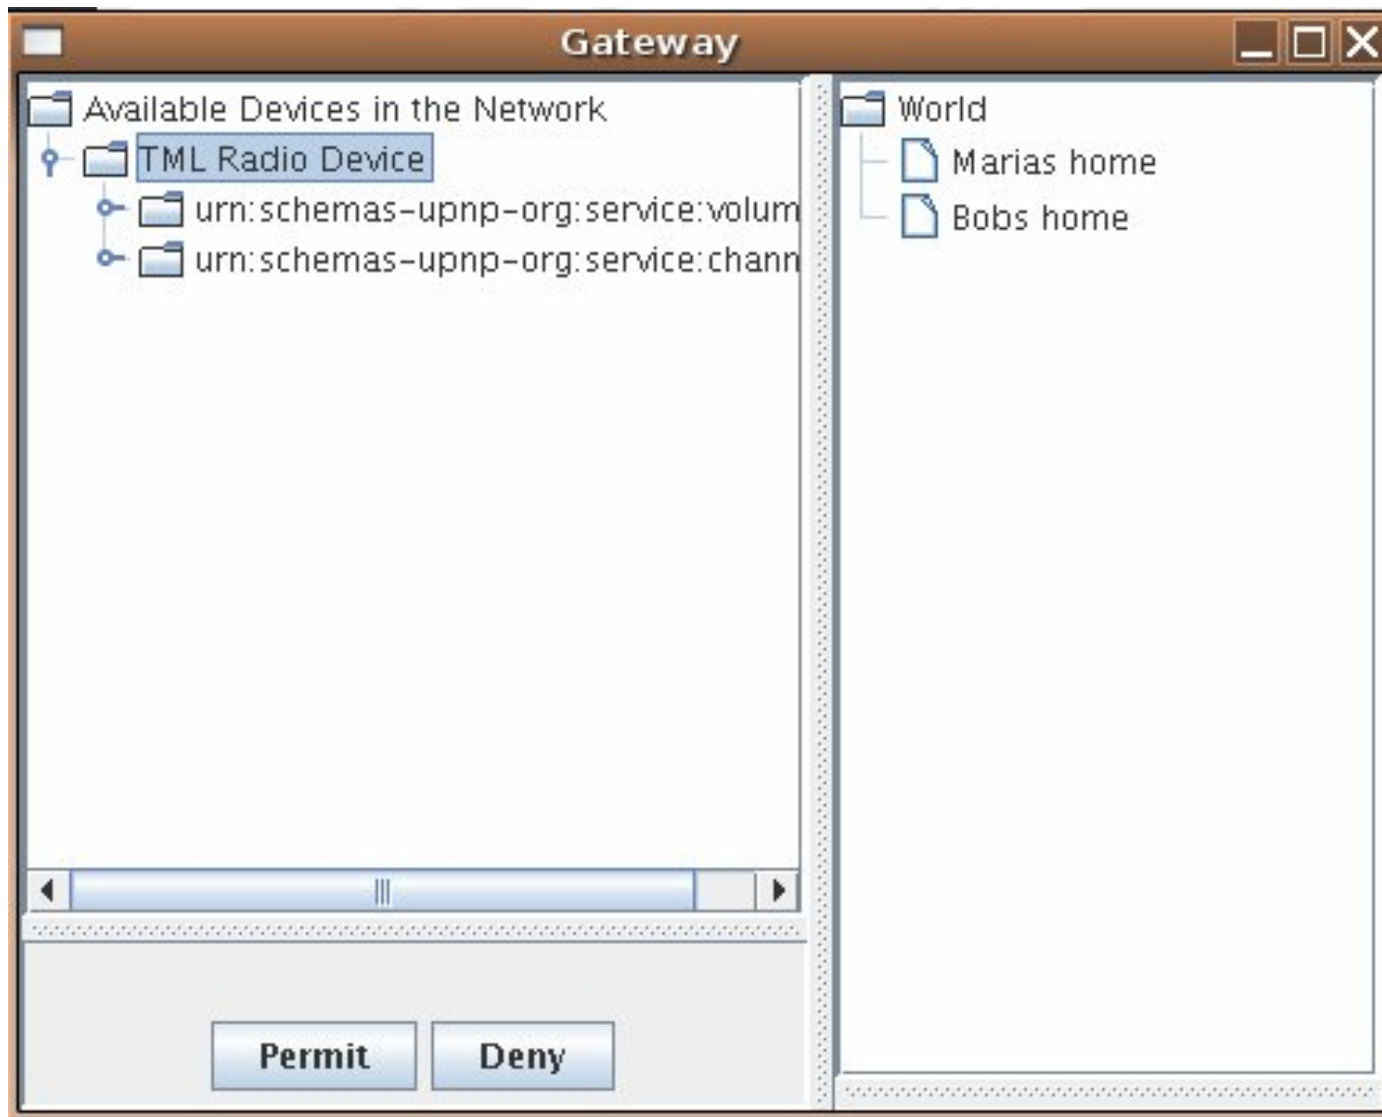 Gateway
Available Devices in the Network
TML Radio Device
urn:schemas-upnp-org:service:volum
urn:schemas-upnp-org:service:chann
Permit
Deny
World
Marias home
Bobs home